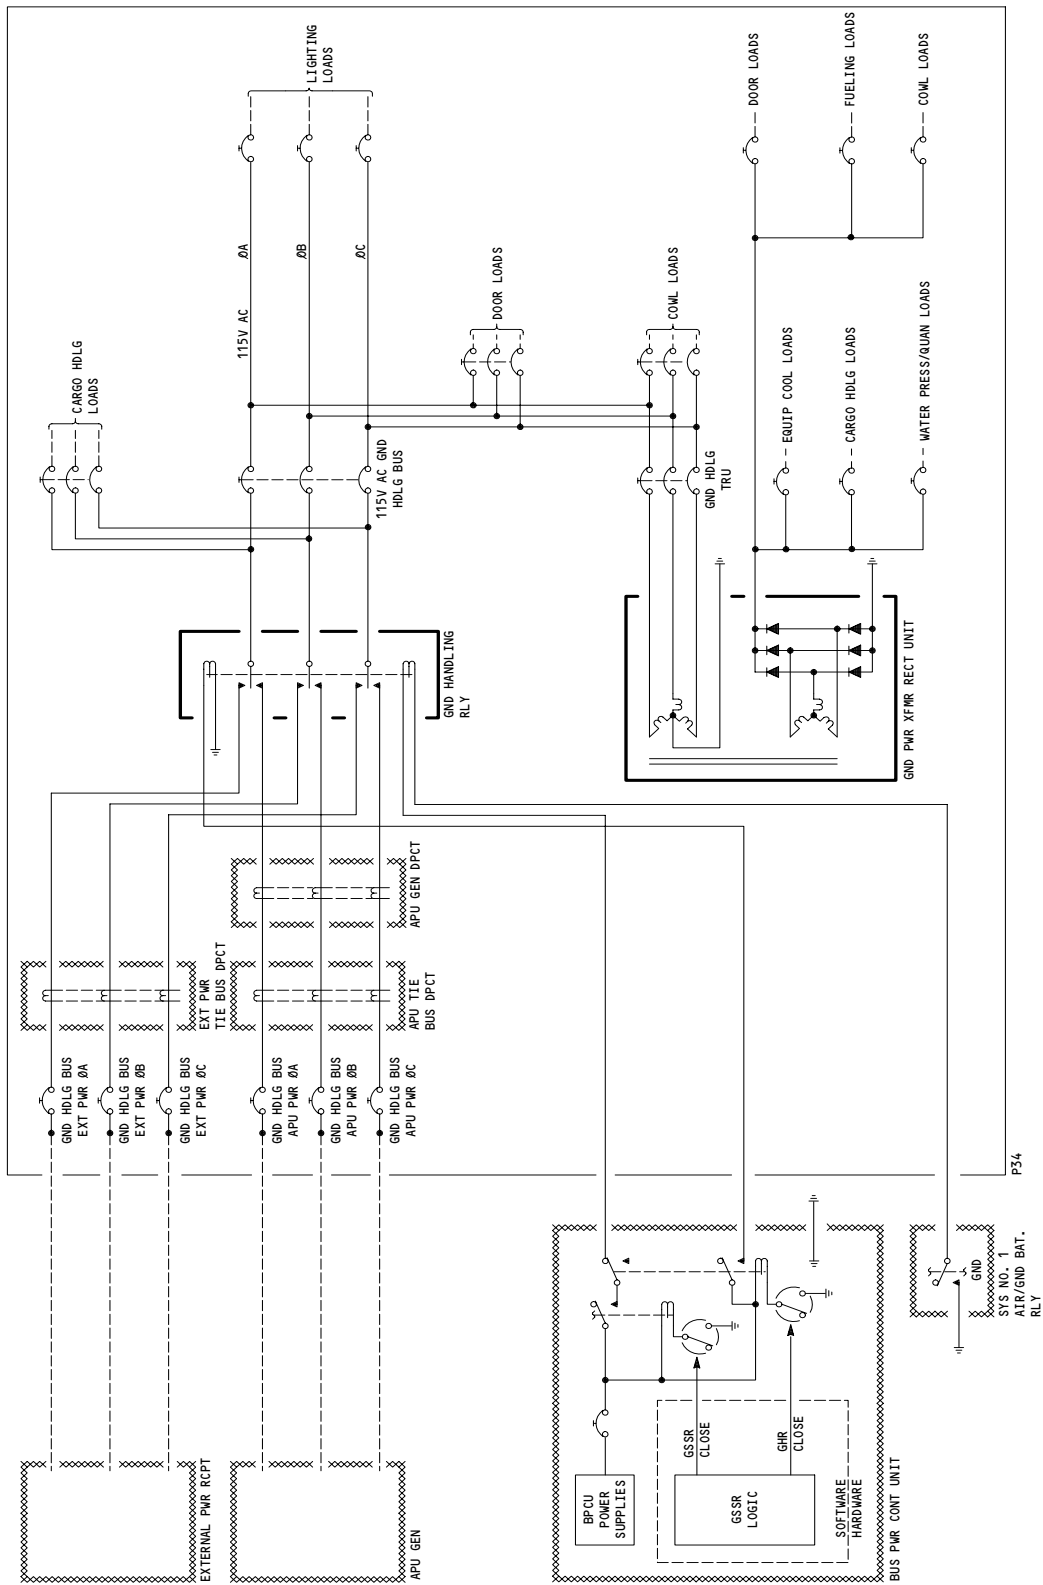 EXTERNAL PWR RCPT
APU GEN
GND HDLG BUS
EXT PWR ØA
GND HDLG BUS
EXT PWR ØB
GND HDLG BUS
EXT PWR ØC
GND HDLG BUS
APU PWR ØA
GND HDLG BUS
APU PWR ØB
GND HDLG BUS
APU PWR ØC
EXT PWR
TIE BUS DPCT
APU TIE
BUS DPCT
APU GEN DPCT
GND HANDLING
RLY
CARGO HDLG
LOADS
115V AC GND
HDLG BUS
115V AC
ØA
ØB
ØC
LIGHTING
LOADS
DOOR LOADS
COWL LOADS
GND HDLG
TRU
GND PWR XFMR RECT UNIT
EQUIP COOL LOADS
CARGO HDLG LOADS
WATER PRESS/QUAN LOADS
DOOR LOADS
FUELING LOADS
COWL LOADS
BPCU
POWER
SUPPLIES
GSSR
LOGIC
GSSR
CLOSE
GHR
CLOSE
SOFTWARE
HARDWARE
BUS PWR CONT UNIT
GND
SYS NO. 1
AIR/GND BAT.
RLY
P34